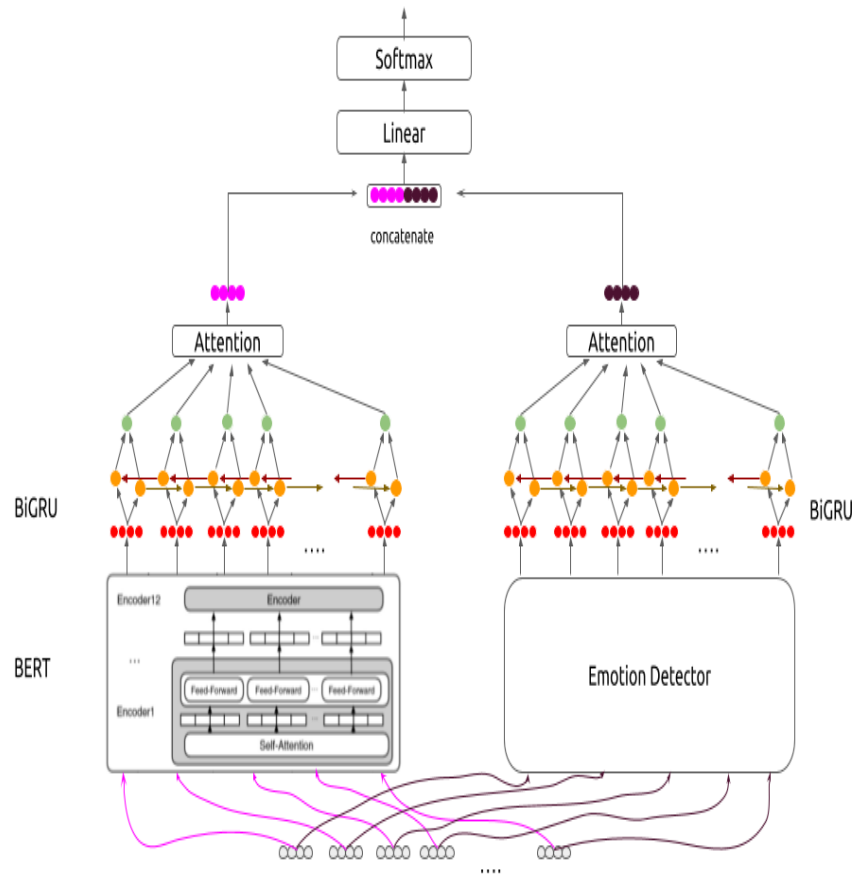 Softmax
Linear
concatenate
Attention
Attention
BiGRU
BiGRU
....
....
BERT
Encoder12
Encoder
...
...
Feed-Forward
Feed-Forward
...
Feed-Forward
Encoder1
...
Self-Attention
Emotion Detector
....